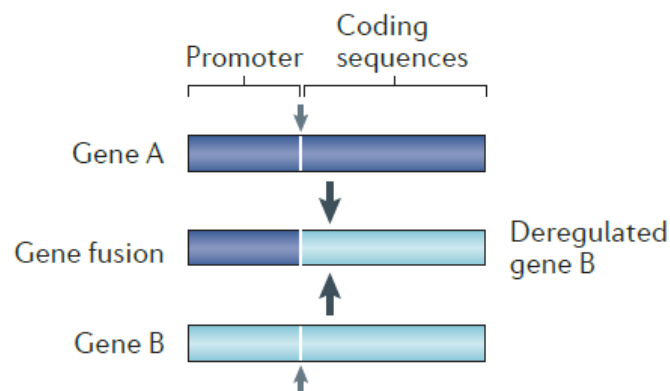 Promoter
Coding
sequences
Gene A
Gene fusion
Deregulated
gene B
Gene B